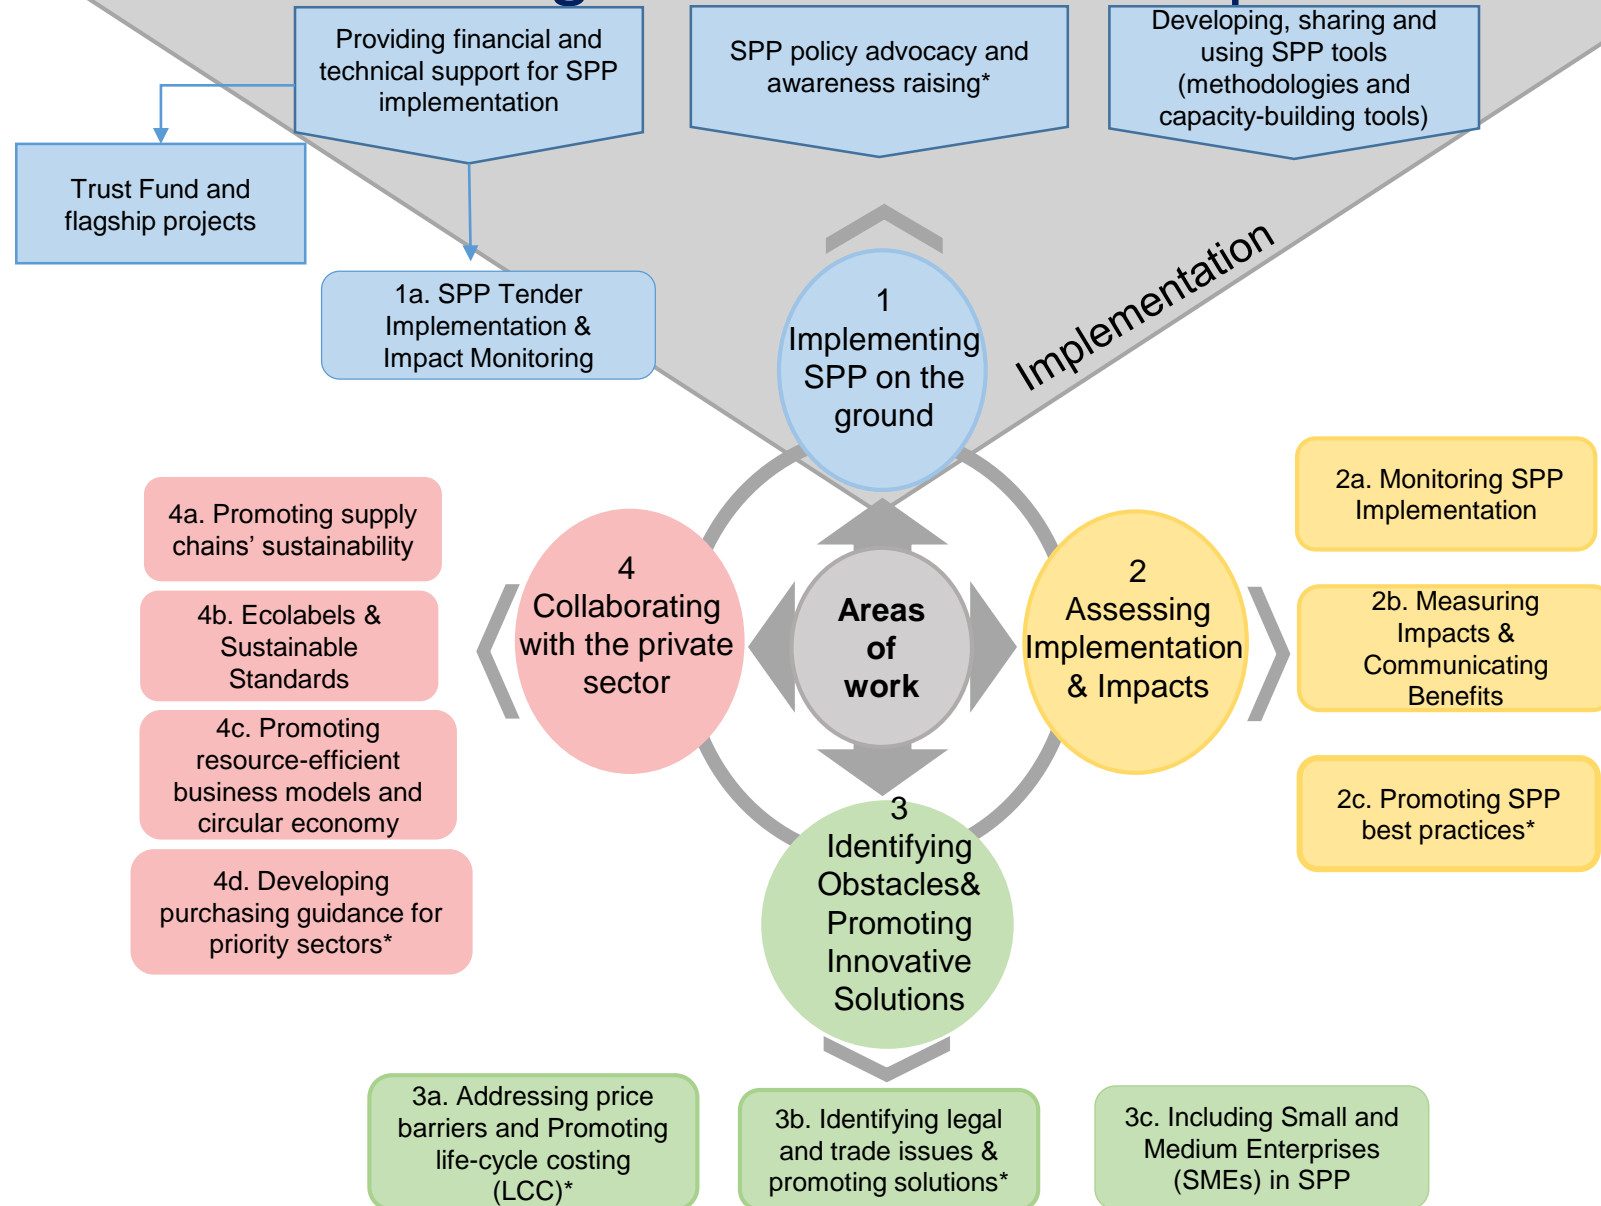 Providing financial and
technical support for SPP
implementation
SPP policy advocacy and
awareness raising*
Developing, sharing and
using SPP tools
(methodologies and
capacity-building tools)
Trust Fund and
flagship projects
1a. SPP Tender
Implementation &
Impact Monitoring
Implementation
1
Implementing
SPP on the
ground
2a. Monitoring SPP
Implementation
2b. Measuring
Impacts &
Communicating
Benefits
2c. Promoting SPP
best practices*
4a. Promoting supply
chains’ sustainability
4b. Ecolabels &
Sustainable
Standards
4c. Promoting
resource-efficient
business models and
circular economy
4d. Developing
purchasing guidance for
priority sectors*
4
Collaborating
with the private
sector
Areas
of
work
2
Assessing
Implementation
& Impacts
3
Identifying
Obstacles&
Promoting
Innovative
Solutions
3a. Addressing price
barriers and Promoting
life-cycle costing
(LCC)*
3b. Identifying legal
and trade issues &
promoting solutions*
3c. Including Small and
Medium Enterprises
(SMEs) in SPP